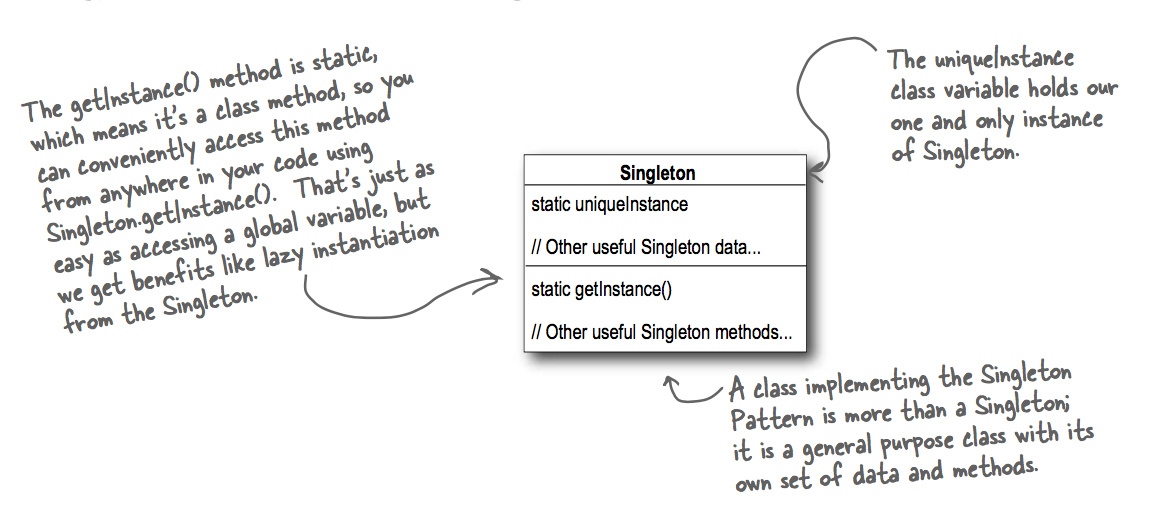 The getInstance() method is static,
which means it's a class method, so you
can conveniently access this method
from anywhere in your code using
Singleton.getInstance(). That's just as
easy as accessing a global variable, but
we get benefits like lazy instantiation
from the Singleton.
The uniqueInstance
class variable holds our
one and only instance
of Singleton.
Singleton
static uniqueInstance
// Other useful Singleton data...
static getInstance()
// Other useful Singleton methods...
A class implementing the Singleton
Pattern is more than a Singleton;
it is a general purpose class with its
own set of data and methods.